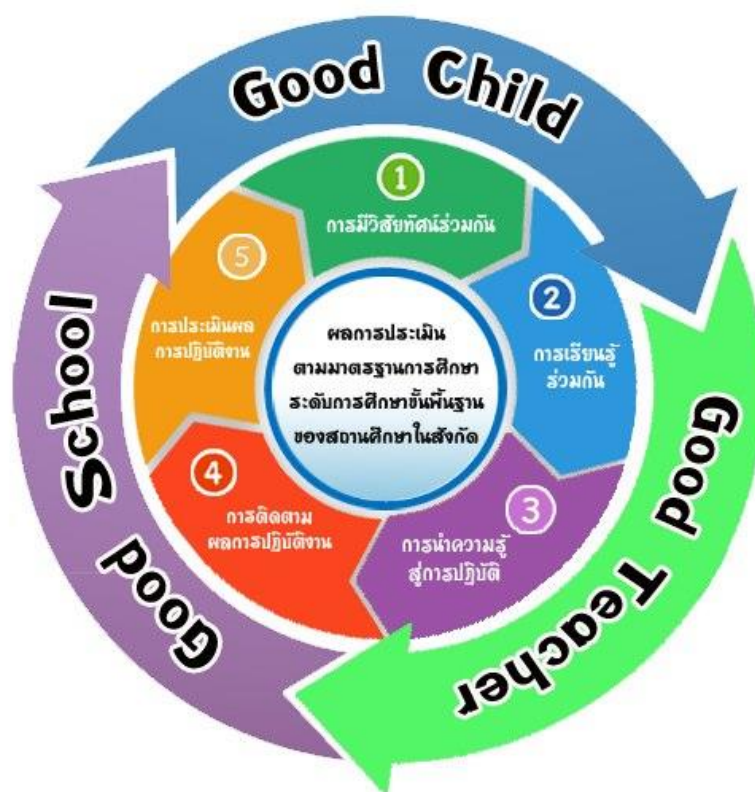 Good Child
Good Teacher
Good School
1
การมีวิสัยทัศน์ร่วมกัน
2
การเรียนรู้
ร่วมกัน
3
การนำความรู้
สู่การปฏิบัติ
4
การติดตาม
ผลการปฏิบัติงาน
5
การประเมินผล
การปฏิบัติงาน
ผลการประเมิน
ตามมาตรฐานการศึกษา
ระดับการศึกษาขั้นพื้นฐาน
ของสถานศึกษาในสังกัด